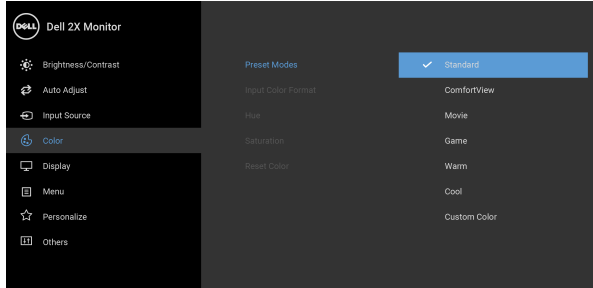 DELL
Dell 2X Monitor
Brightness/Contrast
Auto Adjust
Input Source
Color
Display
Menu
Personalize
Others
Preset Modes
Input Color Format
Hue
Saturation
Reset Color
Standard
ComfortView
Movie
Game
Warm
Cool
Custom Color